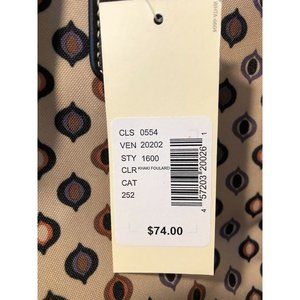 CLS 0554
VEN 20202
STY 1600
CLR KHAKI FOULARD
CAT
252
4 57203 20026 1
$74.00